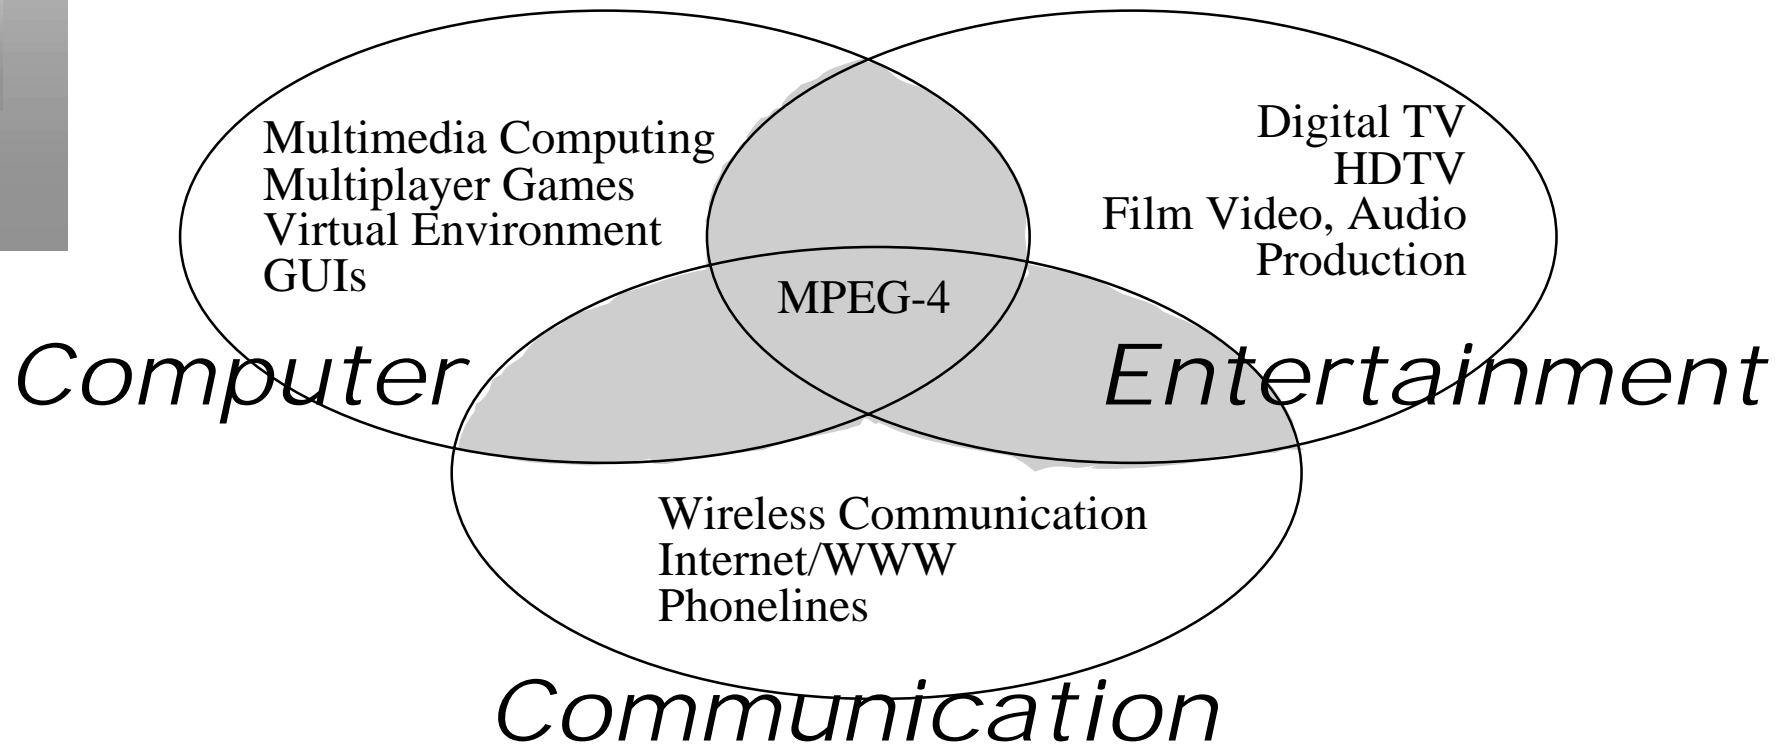 Multimedia Computing
Multiplayer Games
Virtual Environment
GUIs
Digital TV
HDTV
Film Video, Audio
Production
MPEG-4
Computer
Entertainment
Wireless Communication
Internet/WWW
Phonelines
Communication